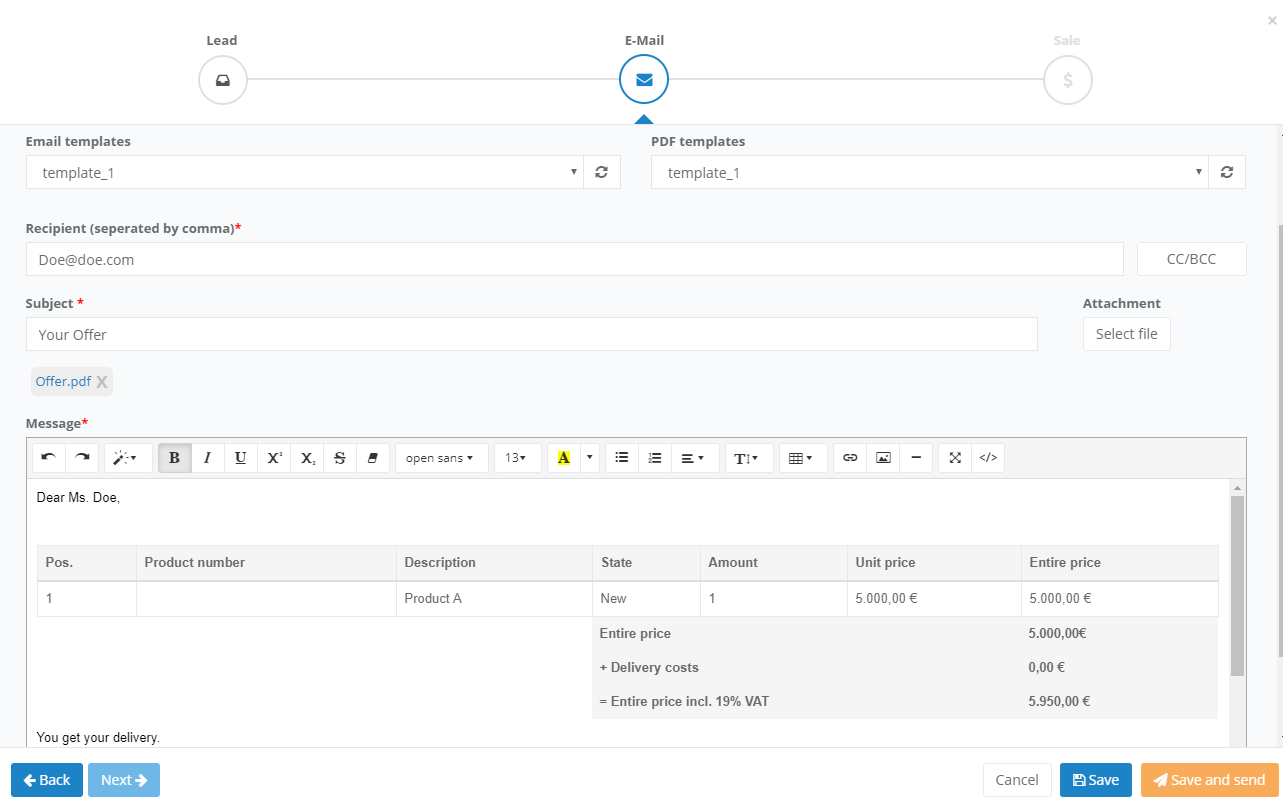 ×
Lead E-Mail Sale
$
Email templates PDF templates
template_1 template_1
Recipient (seperated by comma)*
Doe@doe.com CC/BCC
Subject * Attachment
Your Offer Select file
Offer.pdf X
Message*
B I U X² X₂ S open sans 13 A T </>
Dear Ms. Doe,
Pos. Product number Description State Amount Unit price Entire price
1 Product A New 1 5.000,00 € 5.000,00 €
Entire price 5.000,00€
+ Delivery costs 0,00 €
= Entire price incl. 19% VAT 5.950,00 €
You get your delivery.
Back Next Cancel Save Save and send